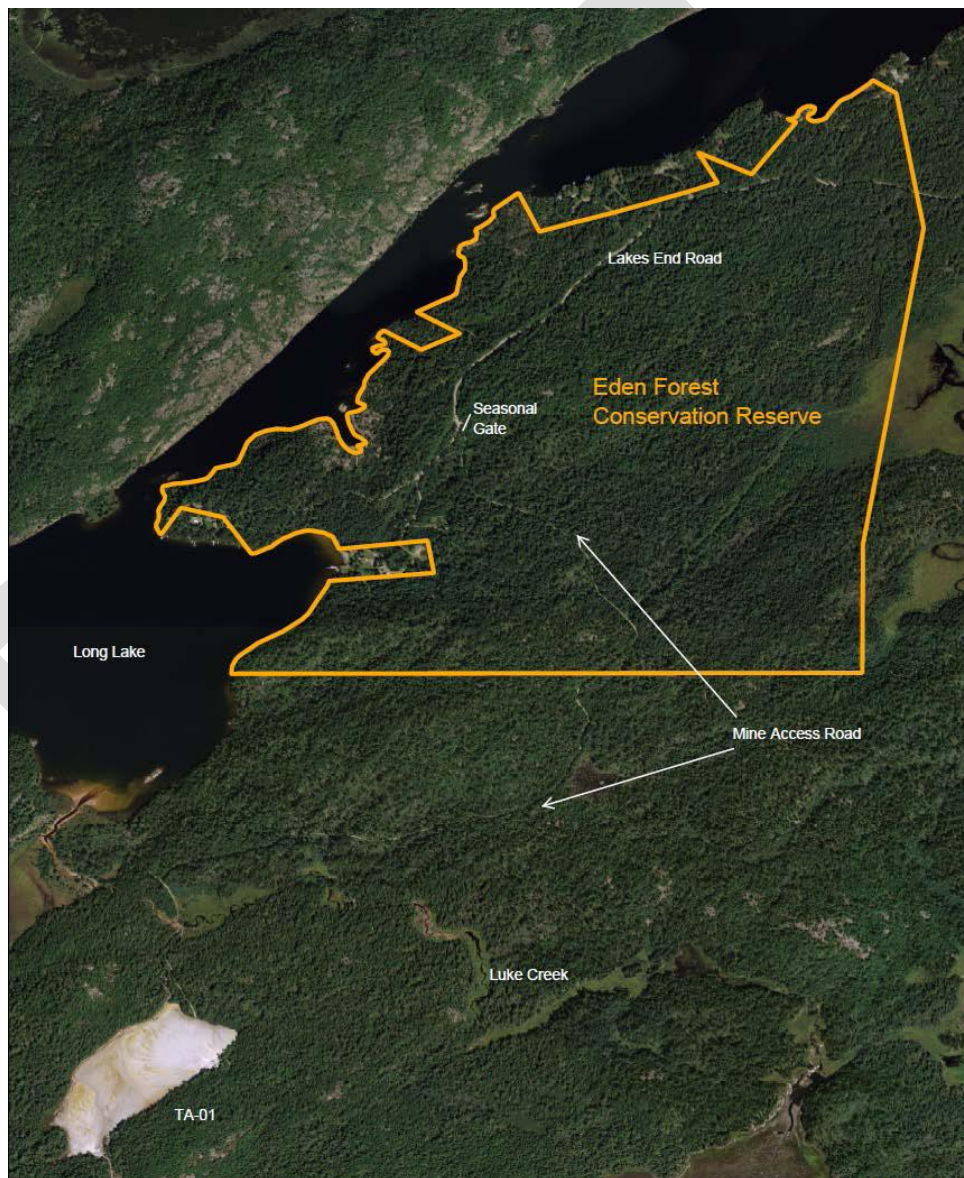 Lakes End Road
Eden Forest
Conservation Reserve
Seasonal
Gate
Long Lake
Mine Access Road
Luke Creek
TA-01